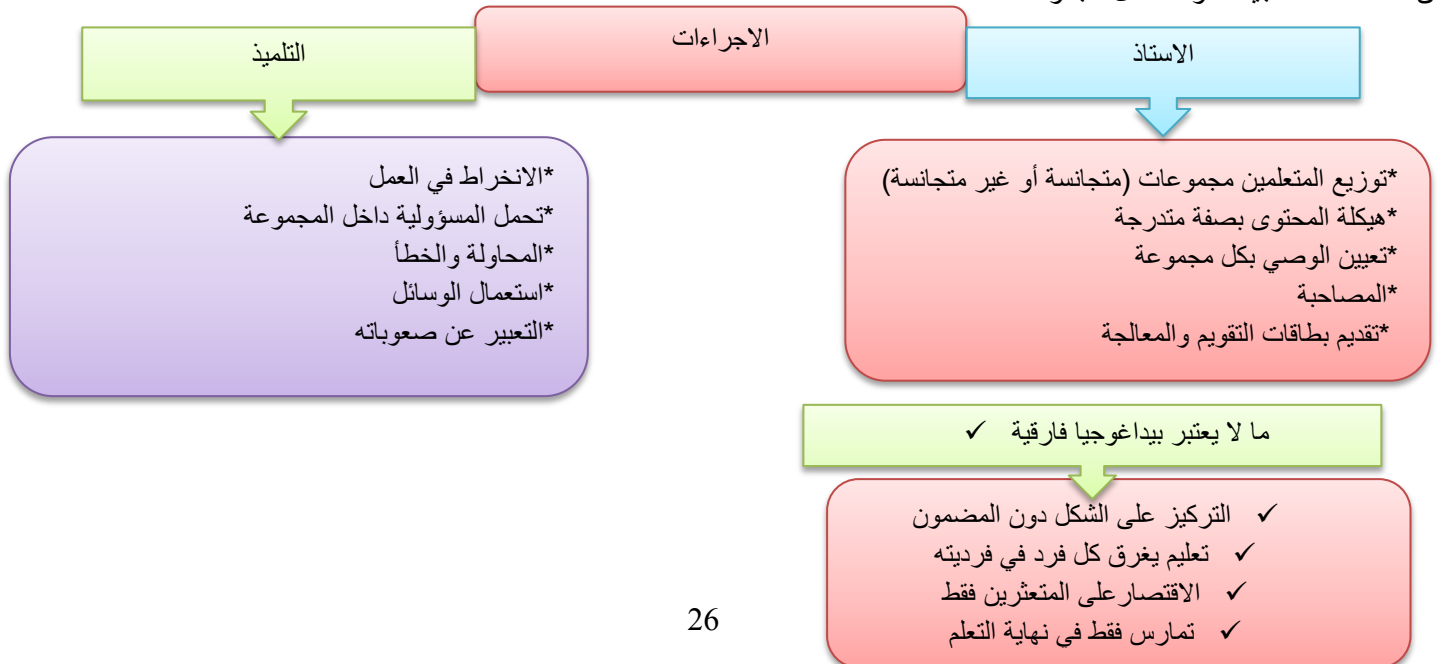 الاجراءات
الاستاذ
التلميذ
*توزيع المتعلمين مجموعات (متجانسة أو غير متجانسة)
*هيكلة المحتوى بصفة متدرجة
*تعيين الوصي بكل مجموعة
*المصاحبة
*تقديم بطاقات التقويم والمعالجة
*الانخراط في العمل
*تحمل المسؤولية داخل المجموعة
*المحاولة والخطأ
*استعمال الوسائل
*التعبير عن صعوباته
ما لا يعتبر بيداغوجيا فارقية ✓
✓ التركيز على الشكل دون المضمون
✓ تعليم يغرق كل فرد في فرديته
✓ الاقتصارعلى المتعثرين فقط
✓ تمارس فقط في نهاية التعلم
26